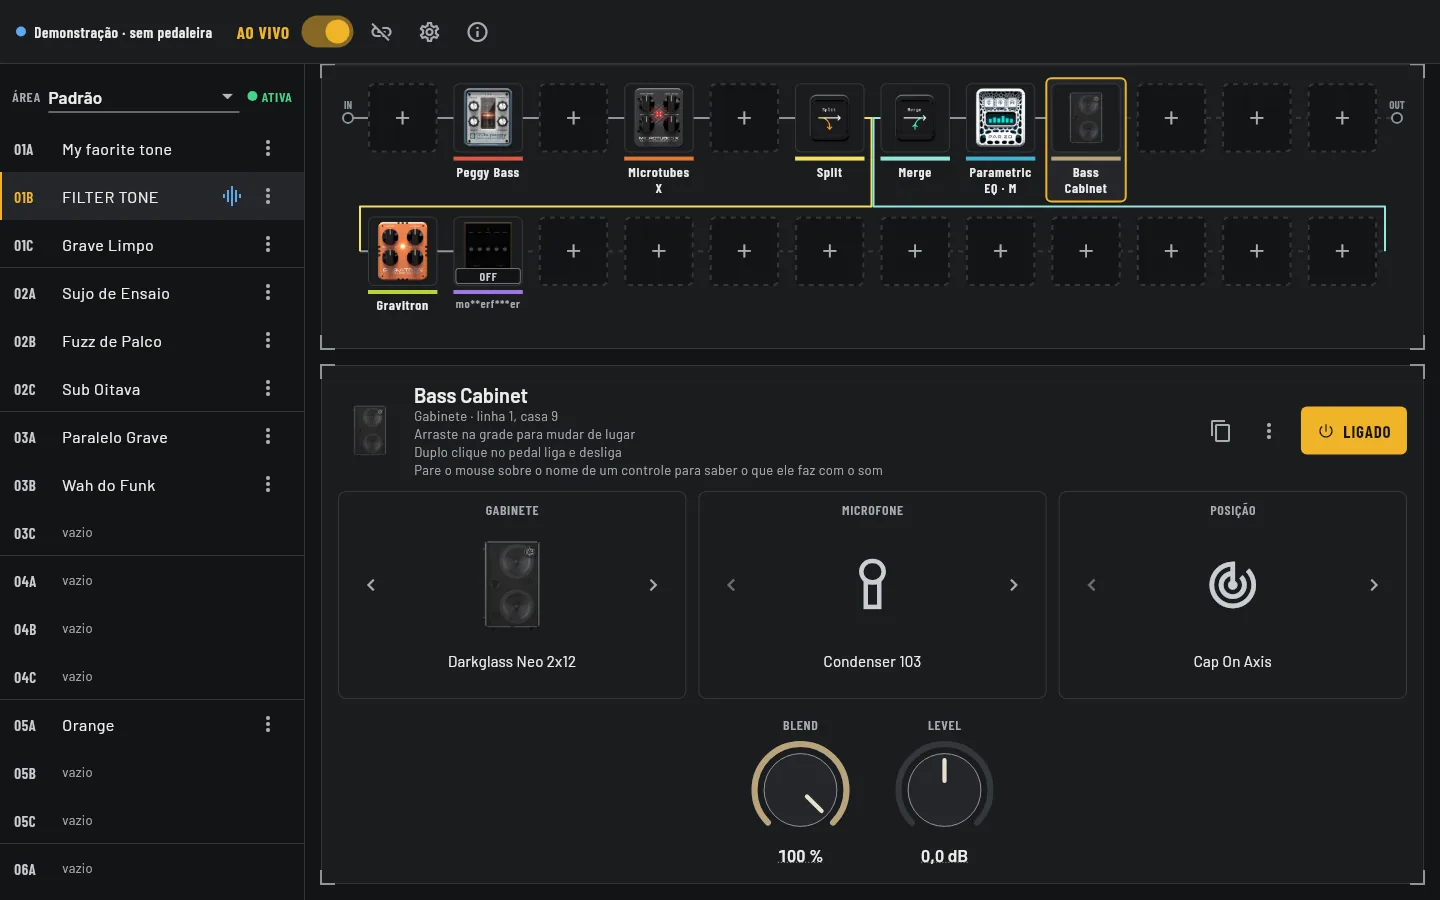 Demonstração · sem pedaleira
AO VIVO
ÁREA
Padrão
ATIVA
01A My faorite tone
01B FILTER TONE
01C Grave Limpo
02A Sujo de Ensaio
02B Fuzz de Palco
02C Sub Oitava
03A Paralelo Grave
03B Wah do Funk
03C vazio
04A vazio
04B vazio
04C vazio
05A Orange
05B vazio
05C vazio
06A vazio
IN
OUT
Split
Merge
PAR.EQ
Peggy Bass
Microtubes
X
Split
Merge
Parametric
EQ · M
Bass
Cabinet
OFF
Gravitron
mo**erf***er
Bass Cabinet
Gabinete · linha 1, casa 9
Arraste na grade para mudar de lugar
Duplo clique no pedal liga e desliga
Pare o mouse sobre o nome de um controle para saber o que ele faz com o som
LIGADO
GABINETE
Darkglass Neo 2x12
MICROFONE
Condenser 103
POSIÇÃO
Cap On Axis
BLEND
100 %
LEVEL
0,0 dB